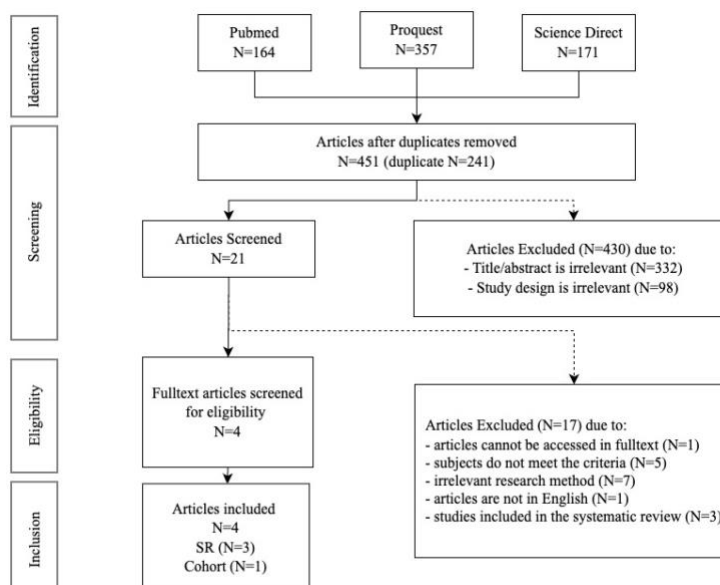 Identification
Pubmed
N=164
Proquest
N=357
Science Direct
N=171
Screening
Articles after duplicates removed
N=451 (duplicate N=241)
Articles Screened
N=21
Articles Excluded (N=430) due to:
- Title/abstract is irrelevant (N=332)
- Study design is irrelevant (N=98)
Eligibility
Fulltext articles screened
for eligibility
N=4
Articles Excluded (N=17) due to:
- articles cannot be accessed in fulltext (N=1)
- subjects do not meet the criteria (N=5)
- irrelevant research method (N=7)
- articles are not in English (N=1)
- studies included in the systematic review (N=3)
Inclusion
Articles included
N=4
SR (N=3)
Cohort (N=1)